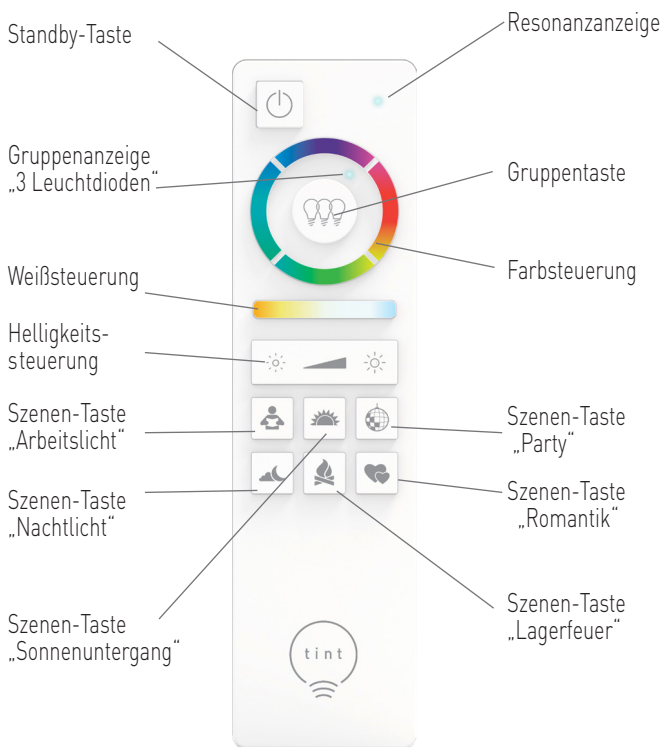 Standby-Taste
Resonanzanzeige
Gruppenanzeige
„3 Leuchtdioden“
Gruppentaste
Weißsteuerung
Farbsteuerung
Helligkeits-
steuerung
Szenen-Taste
„Arbeitslicht“
Szenen-Taste
„Party“
Szenen-Taste
„Nachtlicht“
Szenen-Taste
„Romantik“
Szenen-Taste
„Sonnenuntergang“
Szenen-Taste
„Lagerfeuer“
tint